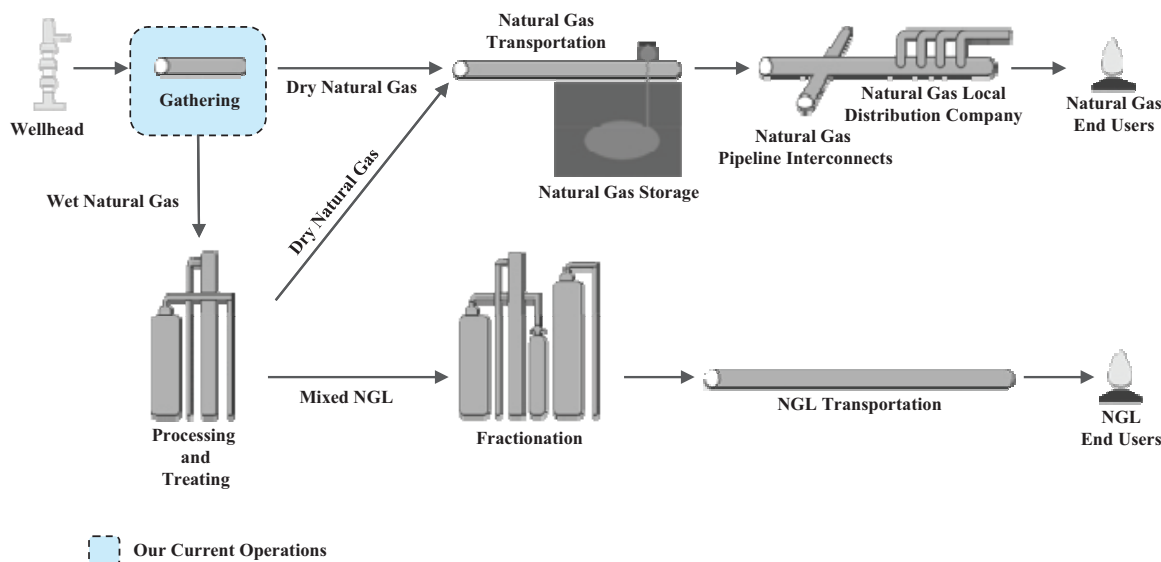 Natural Gas
Transportation
Gathering
Dry Natural Gas
Wellhead
Natural Gas Local
Distribution Company
Natural Gas
End Users
Natural Gas
Pipeline Interconnects
Natural Gas Storage
Wet Natural Gas
Dry Natural Gas
Mixed NGL
NGL Transportation
NGL
End Users
Processing
and
Treating
Fractionation
Our Current Operations